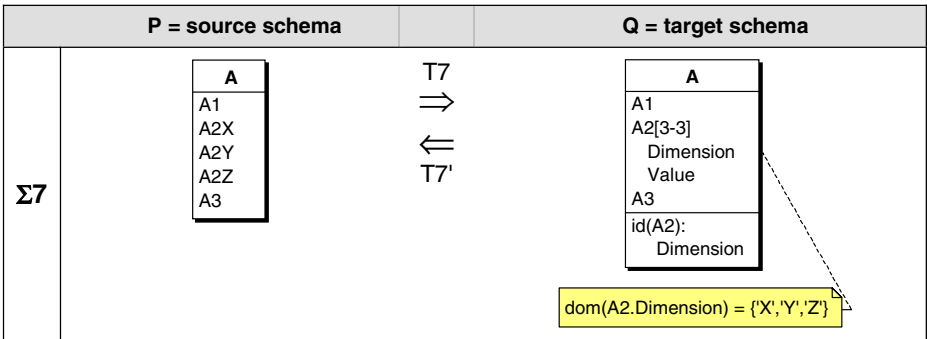 P = source schema
Q = target schema
Σ7
A
A1
A2X
A2Y
A2Z
A3
T7
⇒
⇐
T7'
A
A1
A2[3-3]
Dimension
Value
A3
id(A2):
Dimension
dom(A2.Dimension) = {'X','Y','Z'}